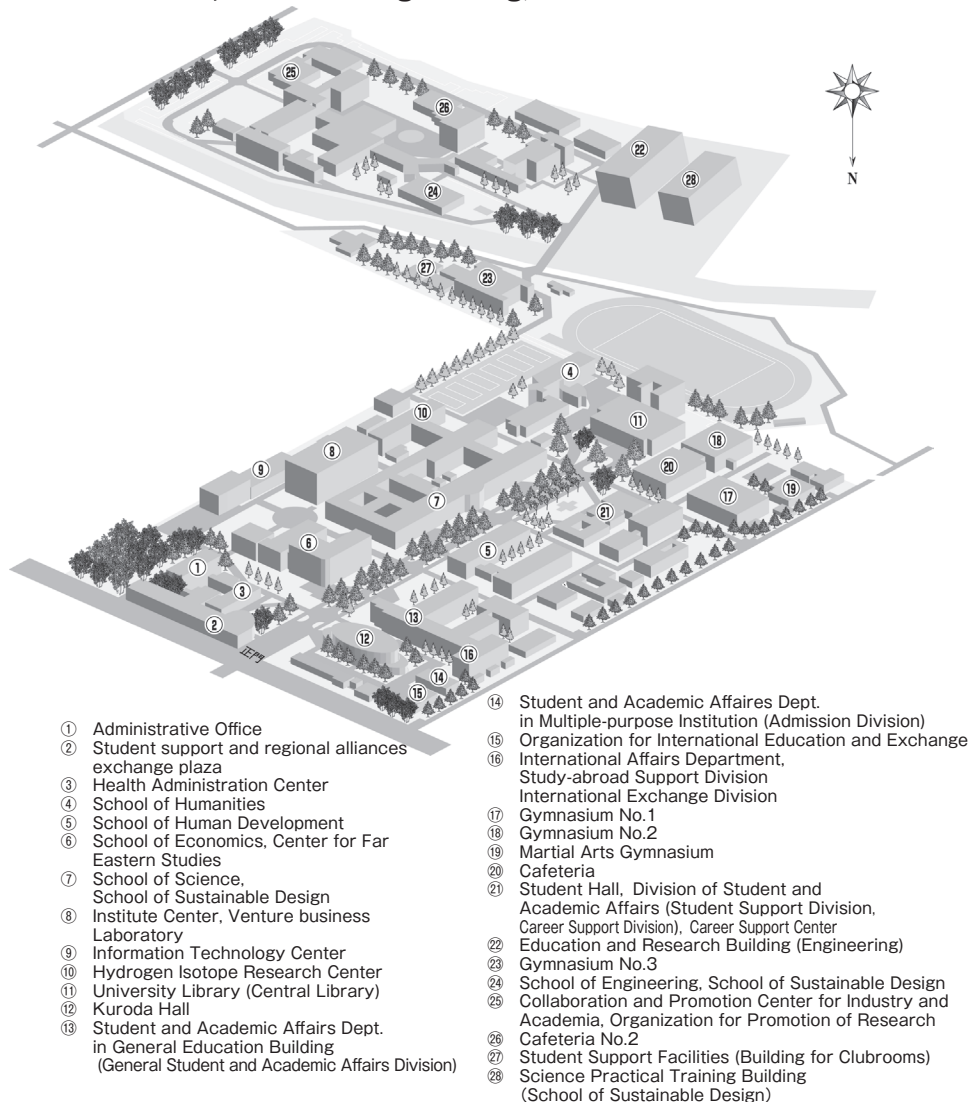 ㉕
㉖
㉒
㉘
N
㉔
㉗
㉓
④
⑩
⑪
⑧
⑱
⑨
⑳
⑲
⑰
⑦
㉑
⑥
⑤
①
③
⑬
②
⑫
⑯
正門
⑭
⑮
① Administrative Office
② Student support and regional alliances
exchange plaza
③ Health Administration Center
④ School of Humanities
⑤ School of Human Development
⑥ School of Economics, Center for Far
Eastern Studies
⑦ School of Science,
School of Sustainable Design
⑧ Institute Center, Venture business
Laboratory
⑨ Information Technology Center
⑩ Hydrogen Isotope Research Center
⑪ University Library (Central Library)
⑫ Kuroda Hall
⑬ Student and Academic Affairs Dept.
in General Education Building
(General Student and Academic Affairs Division)
⑭ Student and Academic Affaires Dept.
in Multiple-purpose Institution (Admission Division)
⑮ Organization for International Education and Exchange
⑯ International Affairs Department,
Study-abroad Support Division
International Exchange Division
⑰ Gymnasium No.1
⑱ Gymnasium No.2
⑲ Martial Arts Gymnasium
⑳ Cafeteria
㉑ Student Hall, Division of Student and
Academic Affairs (Student Support Division,
Career Support Division), Career Support Center
㉒ Education and Research Building (Engineering)
㉓ Gymnasium No.3
㉔ School of Engineering, School of Sustainable Design
㉕ Collaboration and Promotion Center for Industry and
Academia, Organization for Promotion of Research
㉖ Cafeteria No.2
㉗ Student Support Facilities (Building for Clubrooms)
㉘ Science Practical Training Building
(School of Sustainable Design)